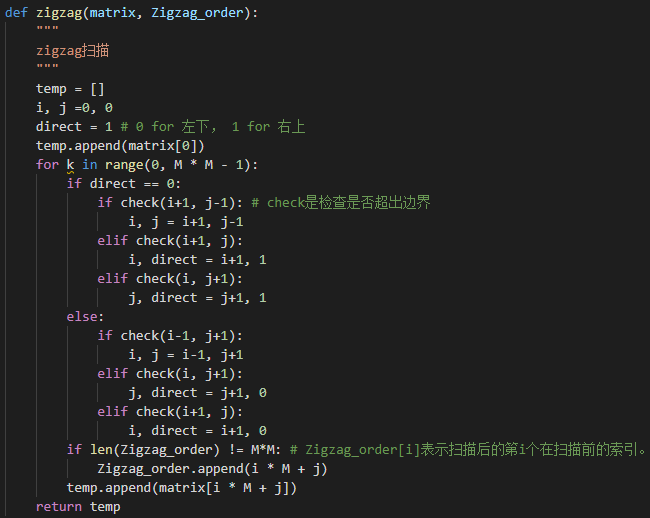 def zigzag(matrix, Zigzag_order):
    """
    zigzag扫描
    """
    temp = []
    i, j =0, 0
    direct = 1 # 0 for 左下， 1 for 右上
    temp.append(matrix[0])
    for k in range(0, M * M - 1):
        if direct == 0:
            if check(i+1, j-1): # check是检查是否超出边界
                i, j = i+1, j-1
            elif check(i+1, j):
                i, direct = i+1, 1
            elif check(i, j+1):
                j, direct = j+1, 1
        else:
            if check(i-1, j+1):
                i, j = i-1, j+1
            elif check(i, j+1):
                j, direct = j+1, 0
            elif check(i+1, j):
                i, direct = i+1, 0
        if len(Zigzag_order) != M*M: # Zigzag_order[i]表示扫描后的第i个在扫描前的索引。
            Zigzag_order.append(i * M + j)
        temp.append(matrix[i * M + j])
    return temp